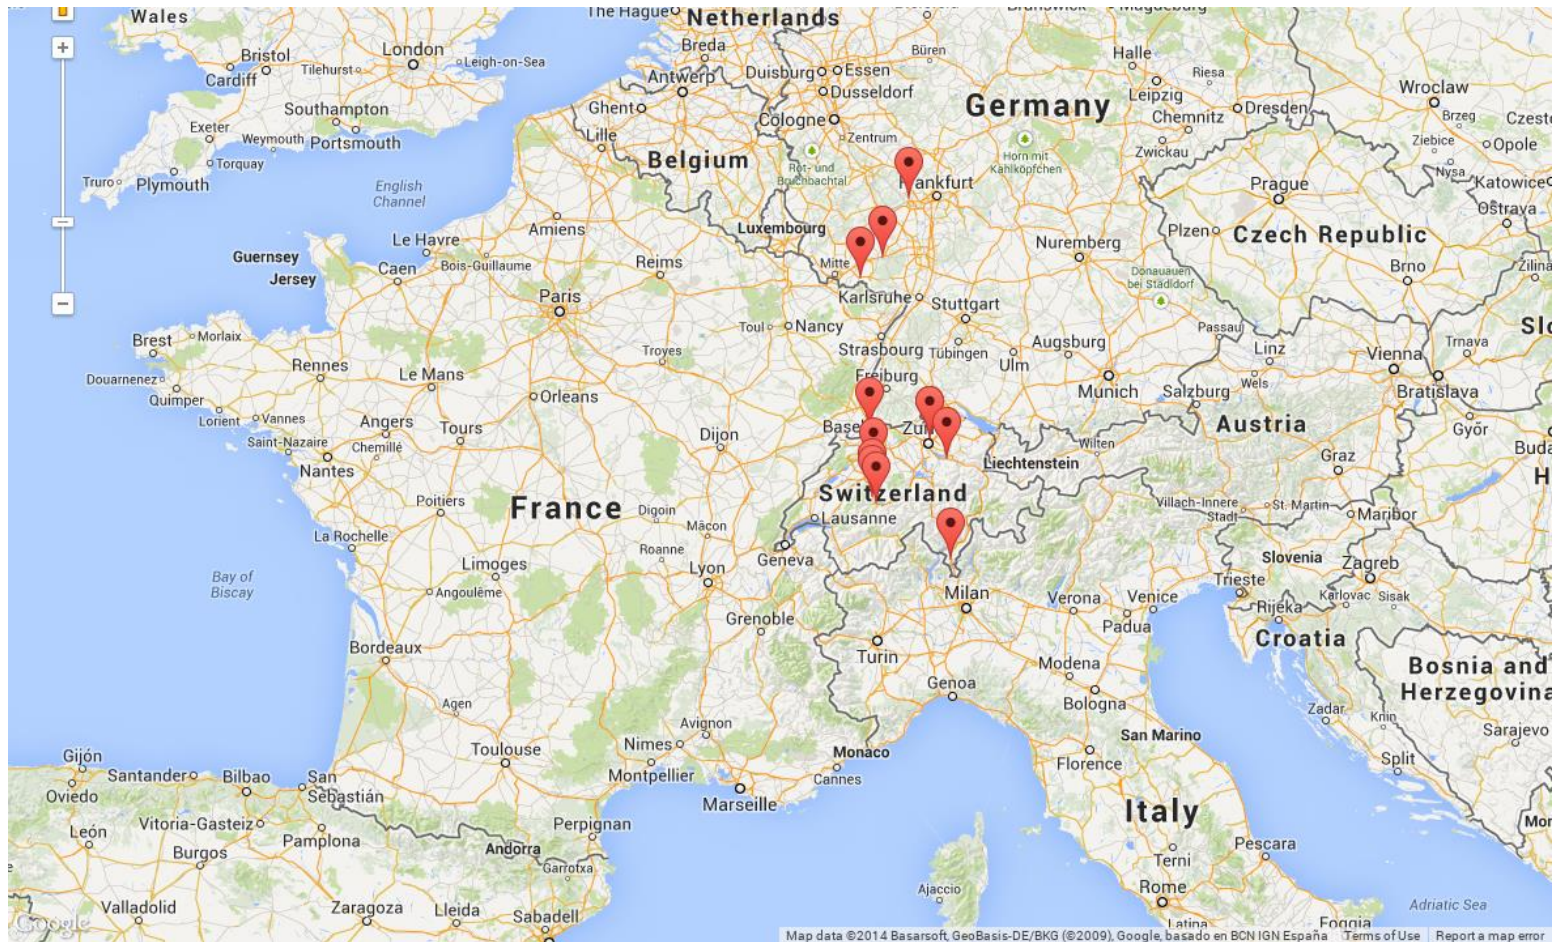 Wales
The Hague
Netherlands
Brunswick
Magdeburg
London
Bristol
Cardiff
Tilehurst
Leigh-on-Sea
Breda
Büren
Halle
Antwerp
Duisburg
Essen
Riesa
Dusseldorf
Germany
Leipzig
Wroclaw
Southampton
Ghent
Cologne
Dresden
Brzeg
Chemnitz
Exeter
Weymouth
Portsmouth
Lille
Zentrum
Zwickau
Ziebice
Opole
Torquay
Belgium
Rot- und
Bruchbachtal
Horn mit
Kahlköpfchen
Nysa
Truro
Plymouth
English
Channel
Frankfurt
Prague
Katowice
Ostrava
Amiens
Luxembourg
Plzen
Czech Republic
Le Havre
Nuremberg
Guernsey
Bois-Guillaume
Reims
Mitte
Brno
Žilina
Jersey
Caen
Donauauen
bei Stadldorf
Paris
Karlsruhe
Stuttgart
Toul
Nancy
Passau
Brest
Morlaix
Strasbourg
Tübingen
Augsburg
Linz
Vienna
Trnava
Troyes
Ulm
Rennes
Le Mans
Freiburg
Douarnenez
Munich
Salzburg
Wels
Bratislava
Quimper
Orleans
Lorient
Vannes
Angers
Basel
Austria
Győr
Saint-Nazaire
Chemillé
Tours
Dijon
Wilten
Nantes
Liechtenstein
Graz
Poitiers
France
Digoin
Switzerland
Villach-Innere
Stadt
St. Martin
Maribor
Lausanne
Mâcon
La Rochelle
Roanne
Geneva
Slovenia
Zagreb
Limoges
Bay of
Biscay
Lyon
Trieste
Angoulême
Milan
Verona
Venice
Karlovac
Sisak
Rijeka
Grenoble
Padua
Croatia
Bordeaux
Turin
Modena
Bosnia and
Herzegovina
Genoa
Bologna
Agen
Zadar
Knin
Avignon
Sarajevo
Gijón
Toulouse
Nimes
Monaco
San Marino
Split
Santander
Bilbao
San
Sebastián
Montpellier
Cannes
Florence
Oviedo
Marseille
Italy
Vitoria-Gasteiz
Perpignan
León
Pamplona
Andorra
Pescara
Burgos
Garrotxa
Terni
Ajaccio
Rome
Valladolid
Zaragoza
Lleida
Sabadell
Adriatic Sea
Latina
Foggia
Google
Map data ©2014 Basarsoft, GeoBasis-DE/BKG (©2009), Google, basado en BCN IGN España Terms of Use Report a map error